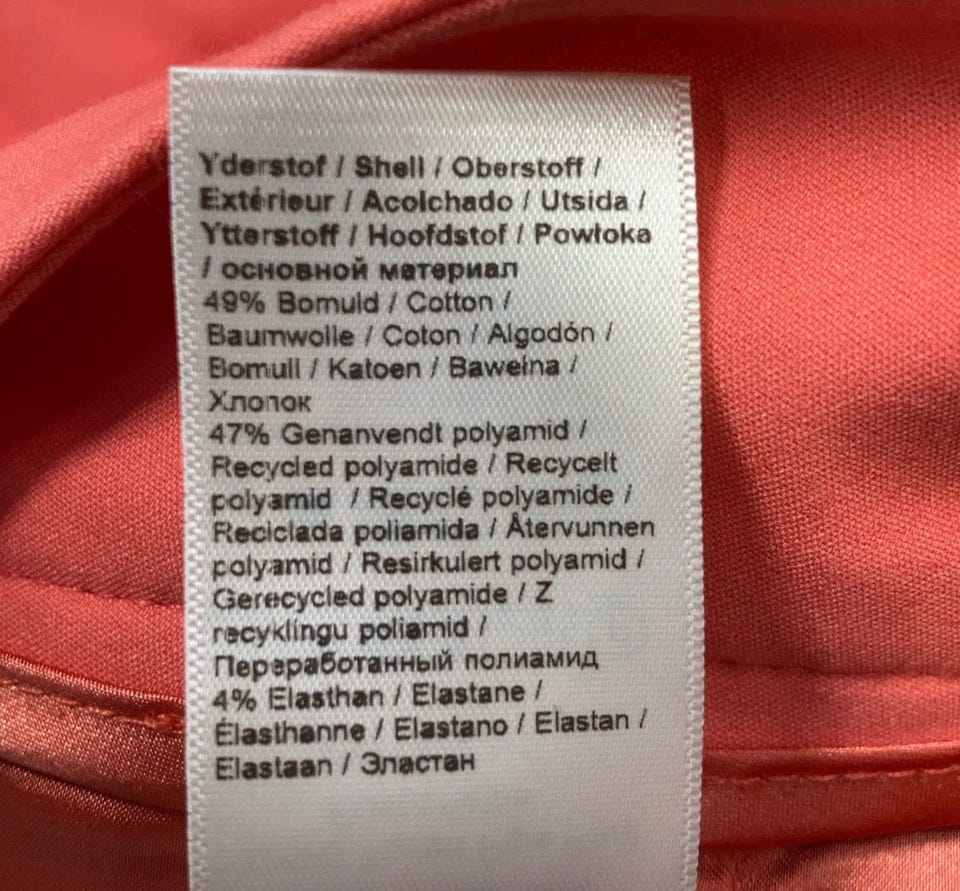 Yderstof / Shell / Oberstoff /
Extérieur / Acolchado / Utsida /
Ytterstoff / Hoofdstof / Powłoka
/ основной материал
49% Bomuld / Cotton /
Baumwolle / Coton / Algodón /
Bomull / Katoen / Bawełna /
Хлопок
47% Genanvendt polyamid /
Recycled polyamide / Recycelt
polyamid / Recyclé polyamide /
Reciclada poliamida / Återvunnen
polyamid / Resirkulert polyamid /
Gerecycled polyamide / Z
recyklingu poliamid /
Переработанный полиамид
4% Elasthan / Elastane /
Élasthanne / Elastano / Elastan /
Elastaan / Эластан